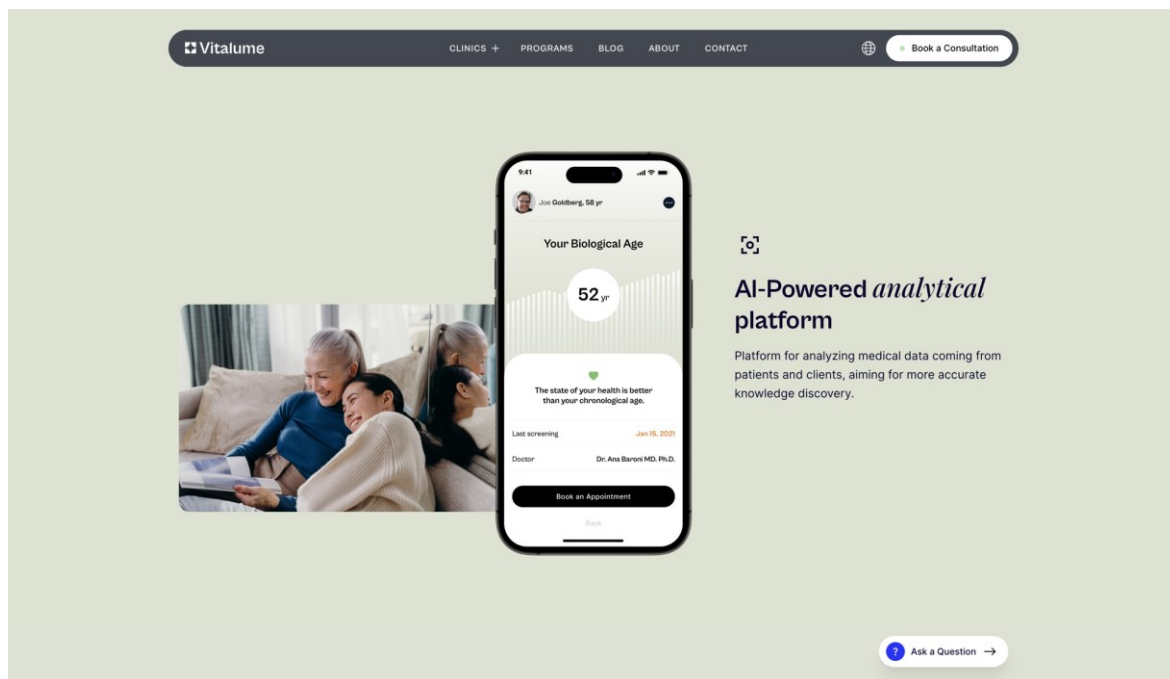 Vitalume
CLINICS +
PROGRAMS
BLOG
ABOUT
CONTACT
Book a Consultation
9:41
Joe Goldberg, 58 yr
Your Biological Age
52 yr
The state of your health is better
than your chronological age.
Last screening
Jan 15, 2021
Doctor
Dr. Ana Baroni MD. Ph.D.
Book an Appointment
Back
AI-Powered analytical
platform
Platform for analyzing medical data coming from
patients and clients, aiming for more accurate
knowledge discovery.
? Ask a Question →